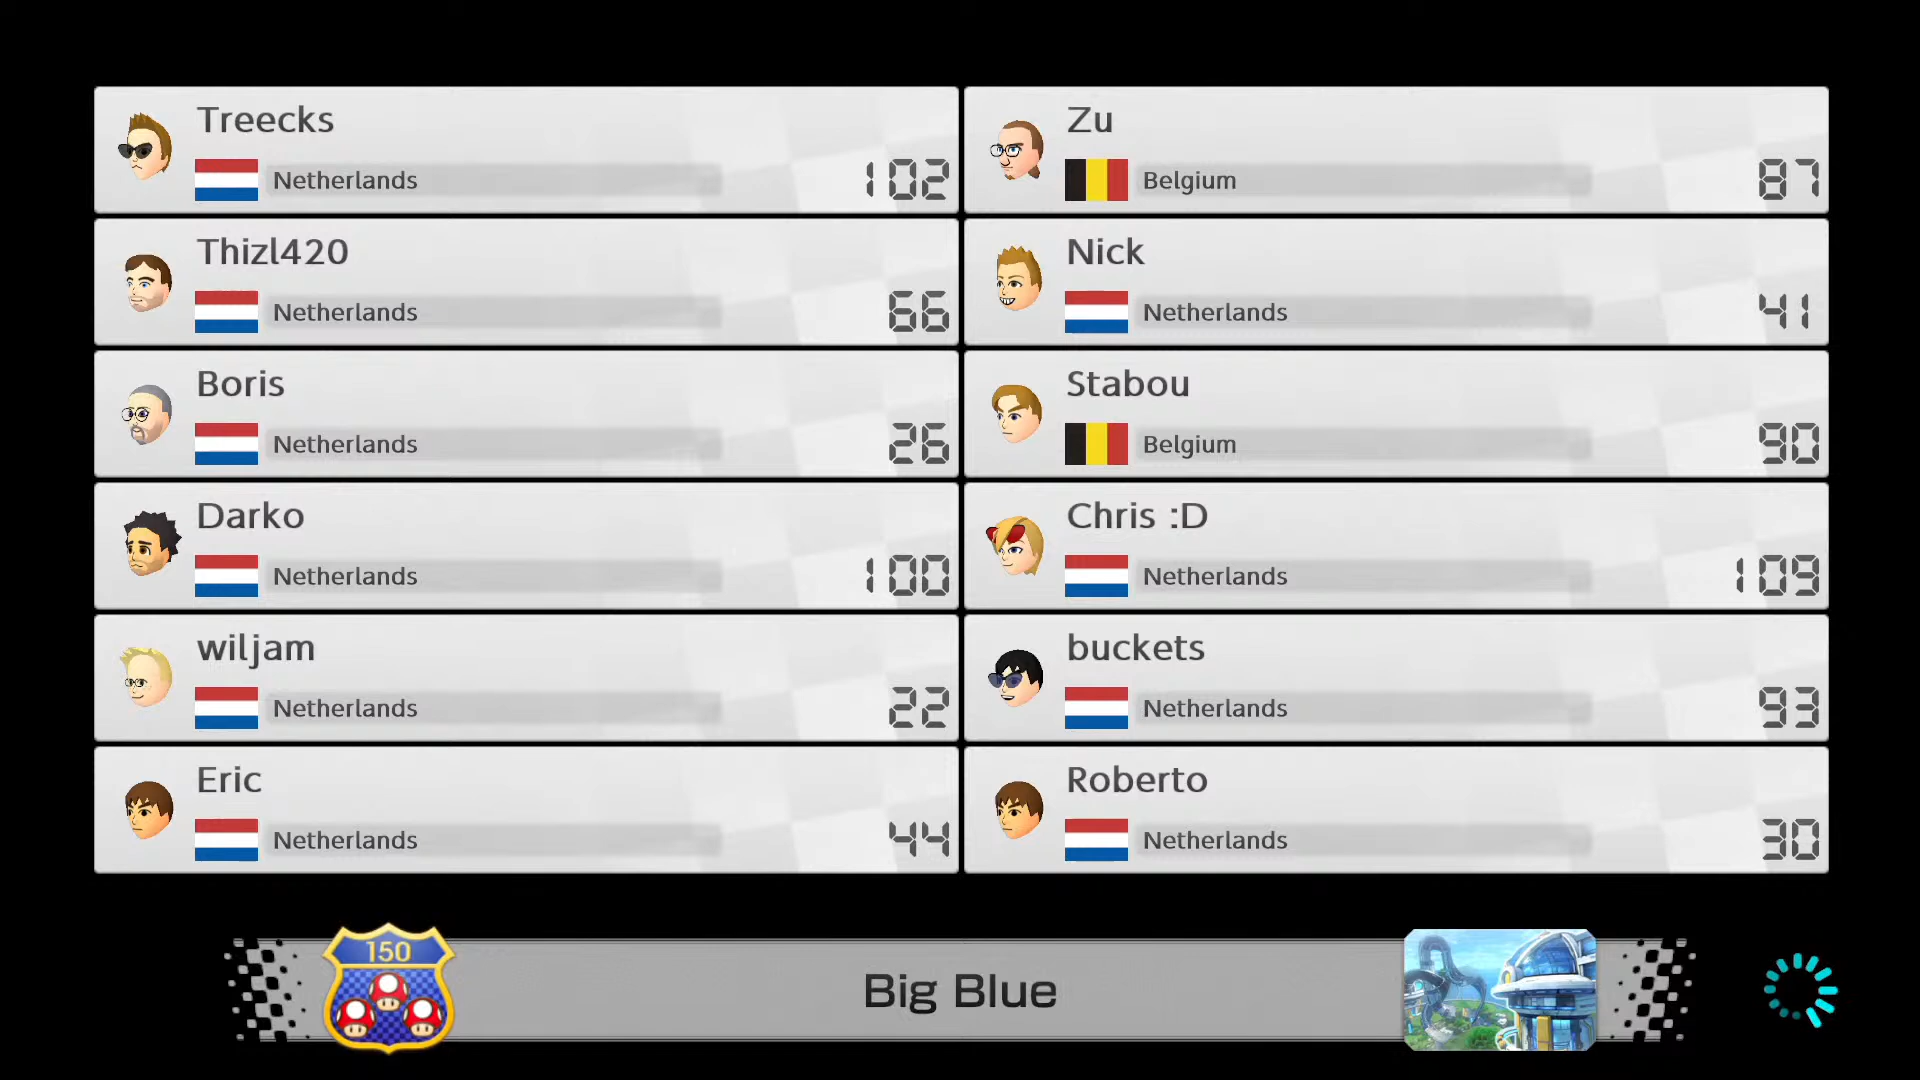 Treecks
Netherlands 102
Zu
Belgium 87
Thizl420
Netherlands 66
Nick
Netherlands 41
Boris
Netherlands 26
Stabou
Belgium 90
Darko
Netherlands 100
Chris :D
Netherlands 109
wiljam
Netherlands 22
buckets
Netherlands 93
Eric
Netherlands 44
Roberto
Netherlands 30
150
Big Blue